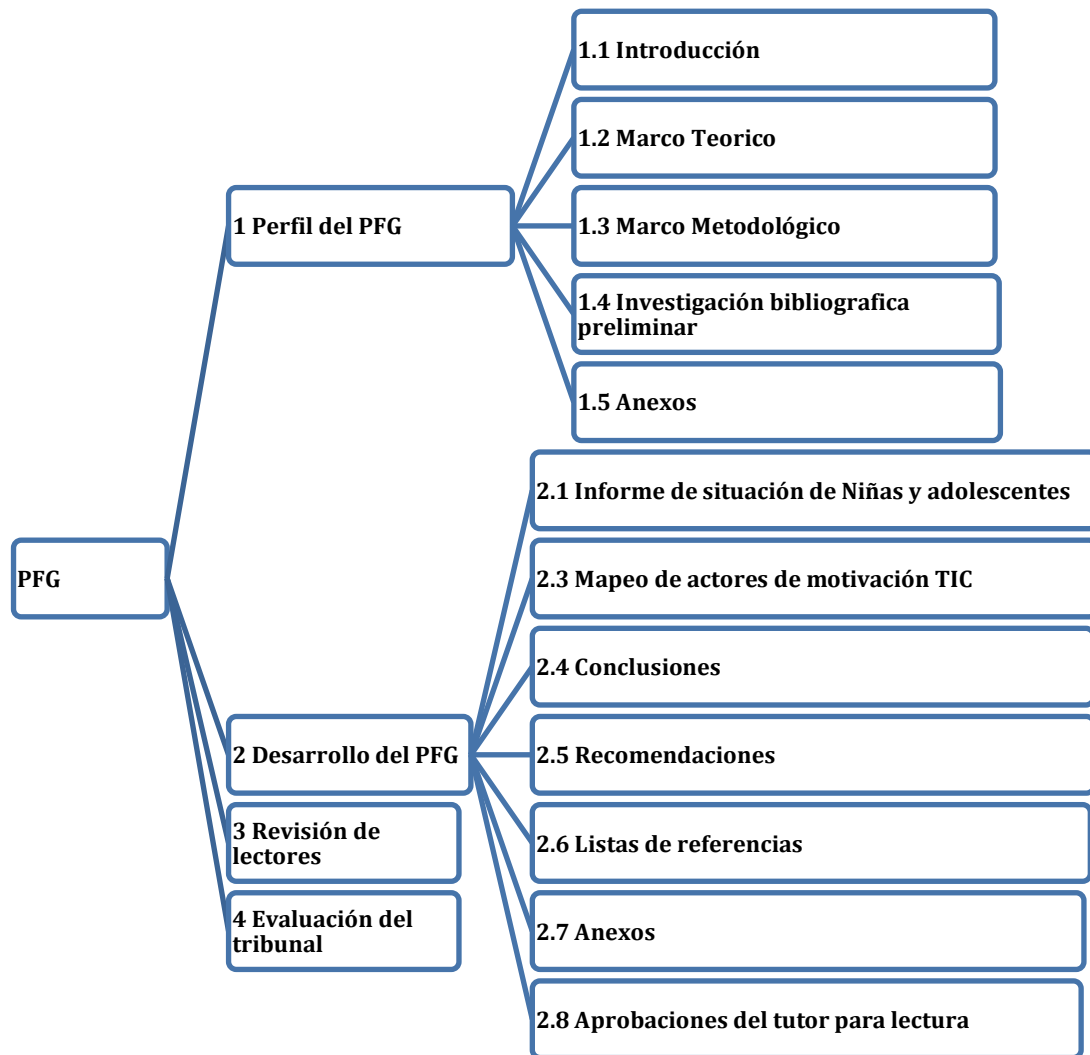 1.1 Introducción
1.2 Marco Teorico
1 Perfil del PFG
1.3 Marco Metodológico
1.4 Investigación bibliografica
preliminar
1.5 Anexos
2.1 Informe de situación de Niñas y adolescentes
PFG
2.3 Mapeo de actores de motivación TIC
2.4 Conclusiones
2 Desarrollo del PFG
2.5 Recomendaciones
3 Revisión de
lectores
2.6 Listas de referencias
4 Evaluación del
tribunal
2.7 Anexos
2.8 Aprobaciones del tutor para lectura